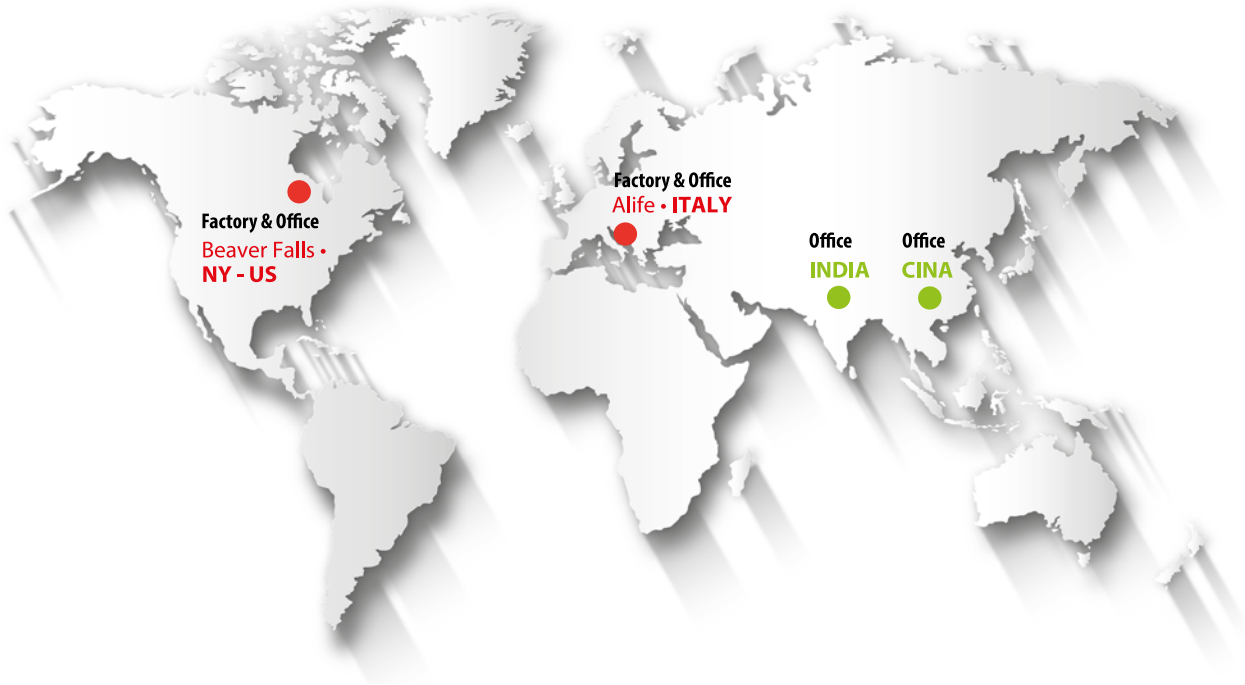 Factory & Office
Beaver Falls •
NY - US
Factory & Office
Alife • ITALY
Office
INDIA
Office
CINA